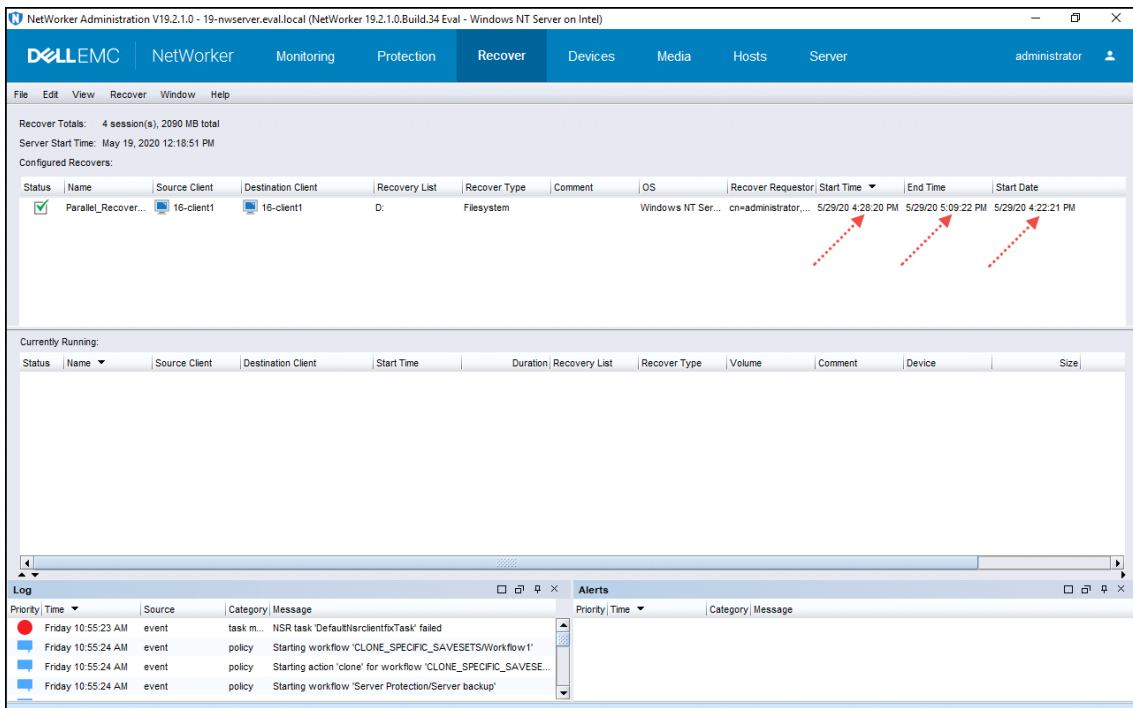 NetWorker Administration V19.2.1.0 - 19-nwserver.eval.local (NetWorker 19.2.1.0.Build.34 Eval - Windows NT Server on Intel)
DELLEMC NetWorker Monitoring Protection Recover Devices Media Hosts Server administrator
File Edit View Recover Window Help
Recover Totals: 4 session(s), 2090 MB total
Server Start Time: May 19, 2020 12:18:51 PM
Configured Recovers:
Status Name Source Client Destination Client Recovery List Recover Type Comment OS Recover Requestor Start Time End Time Start Date
Parallel_Recover... 16-client1 16-client1 D: Filesystem Windows NT Ser... cn=administrator,... 5/29/20 4:28:20 PM 5/29/20 5:09:22 PM 5/29/20 4:22:21 PM
Currently Running:
Status Name Source Client Destination Client Start Time Duration Recovery List Recover Type Volume Comment Device Size
Log Alerts
Priority Time Source Category Message Priority Time Category Message
Friday 10:55:23 AM event task m... NSR task 'DefaultNsrclientfixTask' failed
Friday 10:55:24 AM event policy Starting workflow 'CLONE_SPECIFIC_SAVESETS/Workflow1'
Friday 10:55:24 AM event policy Starting action 'clone' for workflow 'CLONE_SPECIFIC_SAVESE...
Friday 10:55:24 AM event policy Starting workflow 'Server Protection/Server backup'